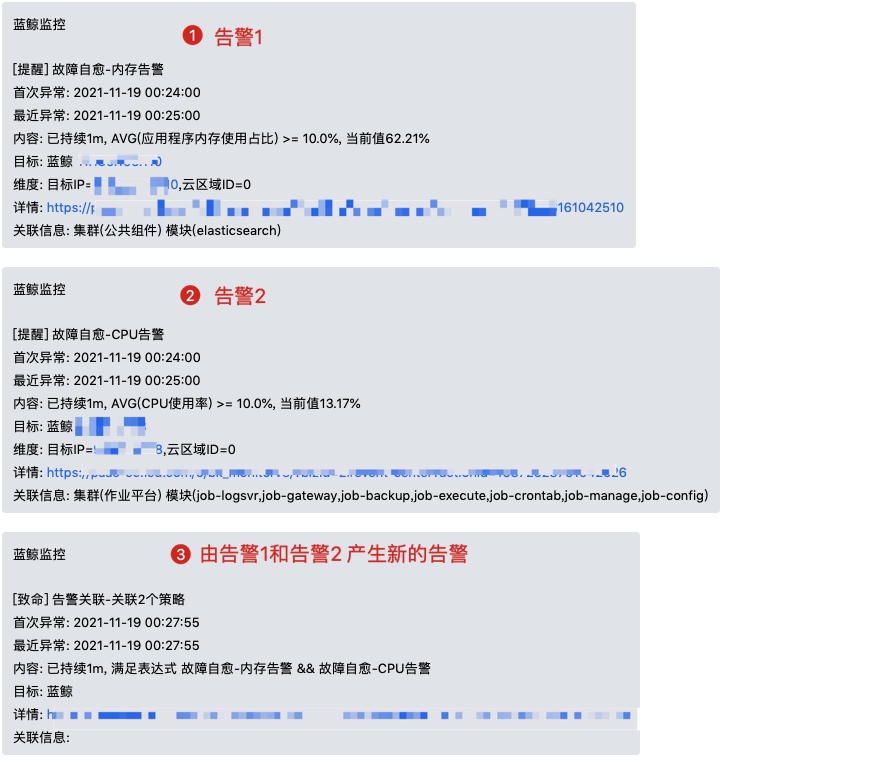 蓝鲸监控
1 告警1
[提醒] 故障自愈-内存告警
首次异常: 2021-11-19 00:24:00
最近异常: 2021-11-19 00:25:00
内容: 已持续1m, AVG(应用程序内存使用占比) >= 10.0%, 当前值62.21%
目标: 蓝鲸
维度: 目标IP= 0,云区域ID=0
详情: https://p 161042510
关联信息: 集群(公共组件) 模块(elasticsearch)
蓝鲸监控
2 告警2
[提醒] 故障自愈-CPU告警
首次异常: 2021-11-19 00:24:00
最近异常: 2021-11-19 00:25:00
内容: 已持续1m, AVG(CPU使用率) >= 10.0%, 当前值13.17%
目标: 蓝鲸
维度: 目标IP= 8,云区域ID=0
详情: https://
关联信息: 集群(作业平台) 模块(job-logsvr,job-gateway,job-backup,job-execute,job-crontab,job-manage,job-config)
蓝鲸监控
3 由告警1和告警2 产生新的告警
[致命] 告警关联-关联2个策略
首次异常: 2021-11-19 00:27:55
最近异常: 2021-11-19 00:27:55
内容: 已持续1m, 满足表达式 故障自愈-内存告警 && 故障自愈-CPU告警
目标: 蓝鲸
详情: h
关联信息: